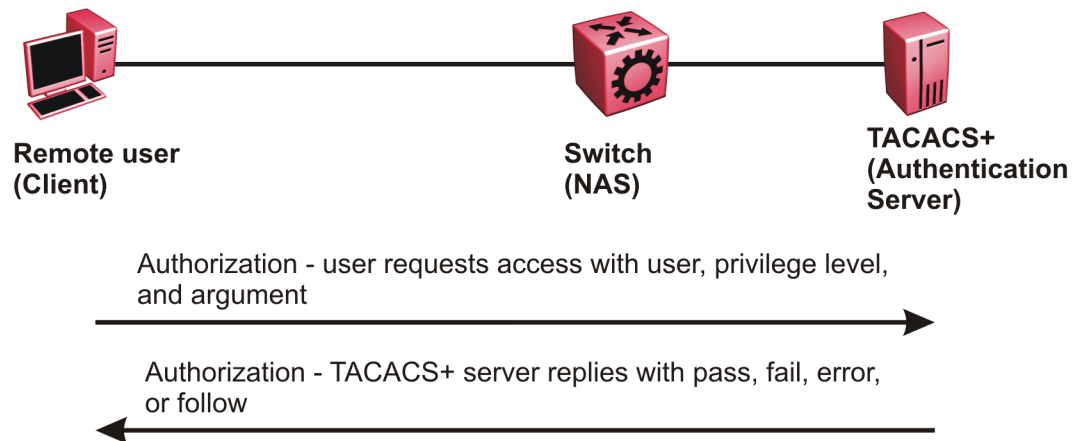 Remote user
(Client)
Switch
(NAS)
TACACS+
(Authentication
Server)
Authorization - user requests access with user, privilege level,
and argument
Authorization - TACACS+ server replies with pass, fail, error,
or follow